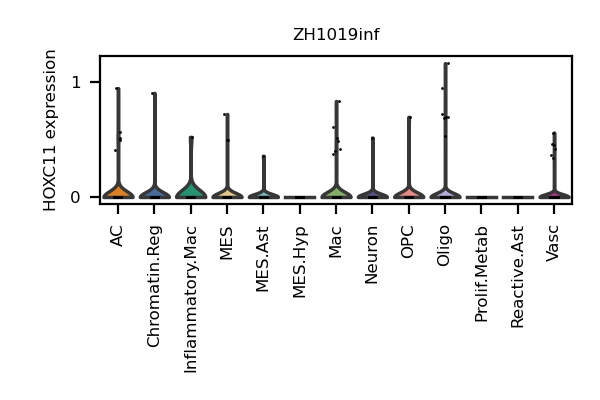 ZH1019inf
HOXC11 expression
1
0
AC
Chromatin.Reg
Inflammatory.Mac
MES
MES.Ast
MES.Hyp
Mac
Neuron
OPC
Oligo
Prolif.Metab
Reactive.Ast
Vasc